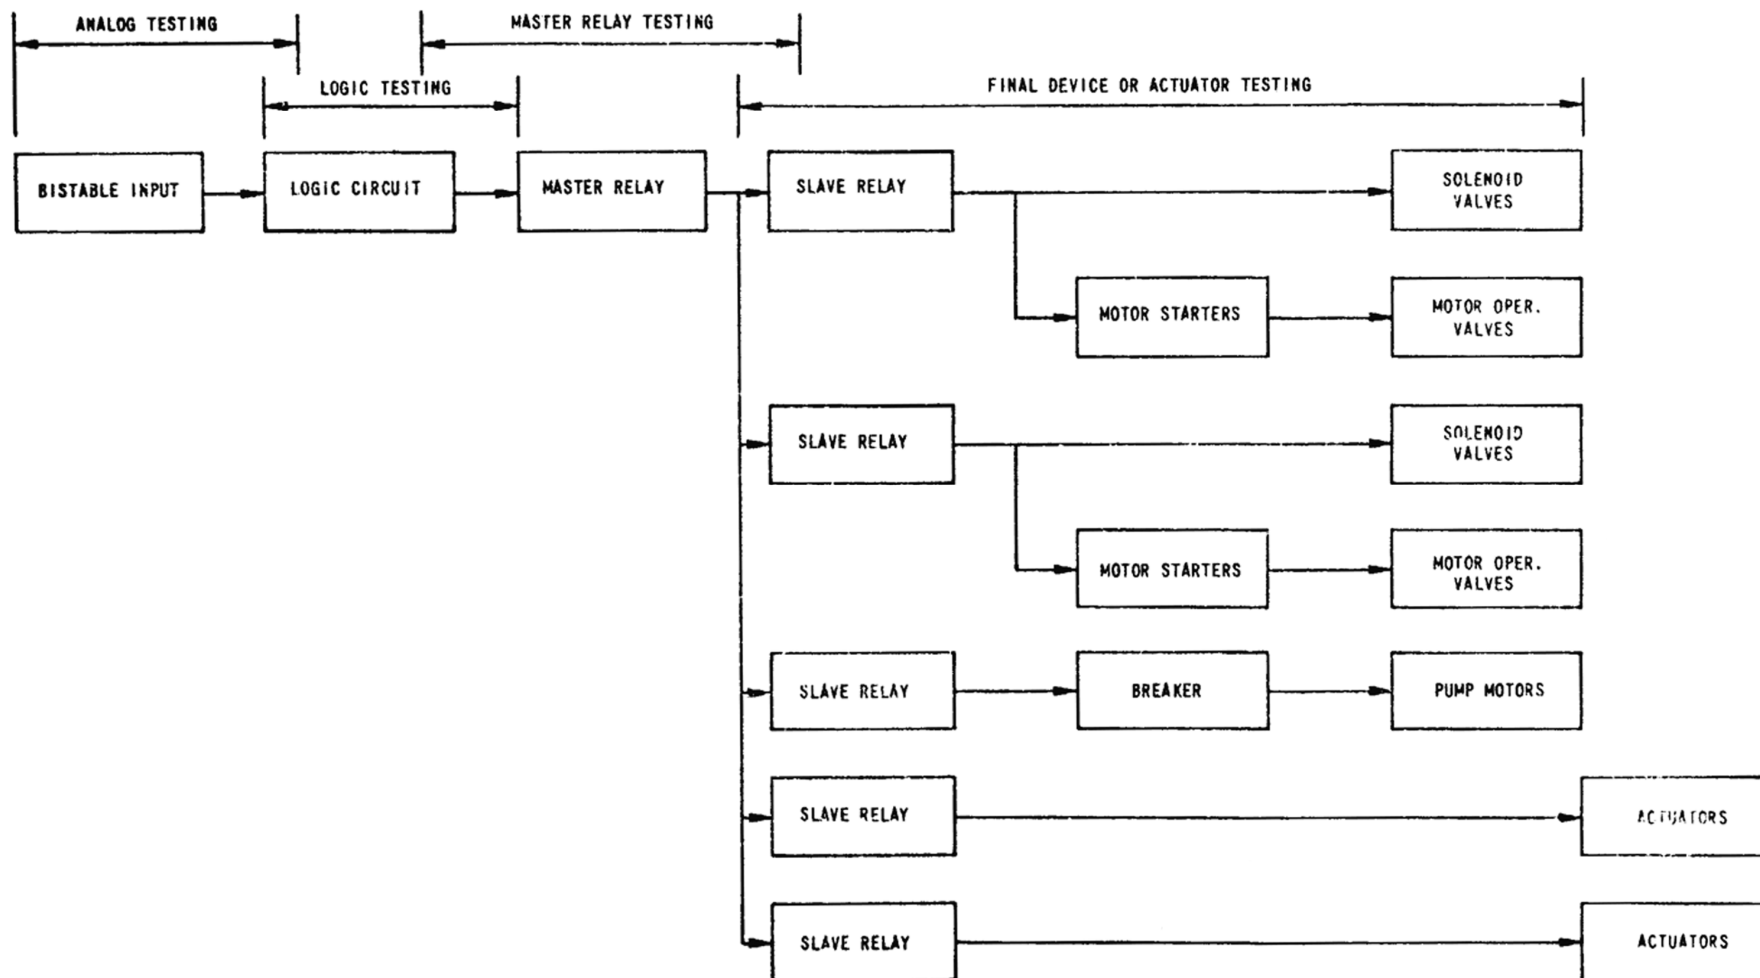 ANALOG TESTING
MASTER RELAY TESTING
LOGIC TESTING
FINAL DEVICE OR ACTUATOR TESTING
BISTABLE INPUT
LOGIC CIRCUIT
MASTER RELAY
SLAVE RELAY
SOLENOID
VALVES
MOTOR STARTERS
MOTOR OPER.
VALVES
SLAVE RELAY
SOLENOID
VALVES
MOTOR STARTERS
MOTOR OPER.
VALVES
SLAVE RELAY
BREAKER
PUMP MOTORS
SLAVE RELAY
ACTUATORS
SLAVE RELAY
ACTUATORS